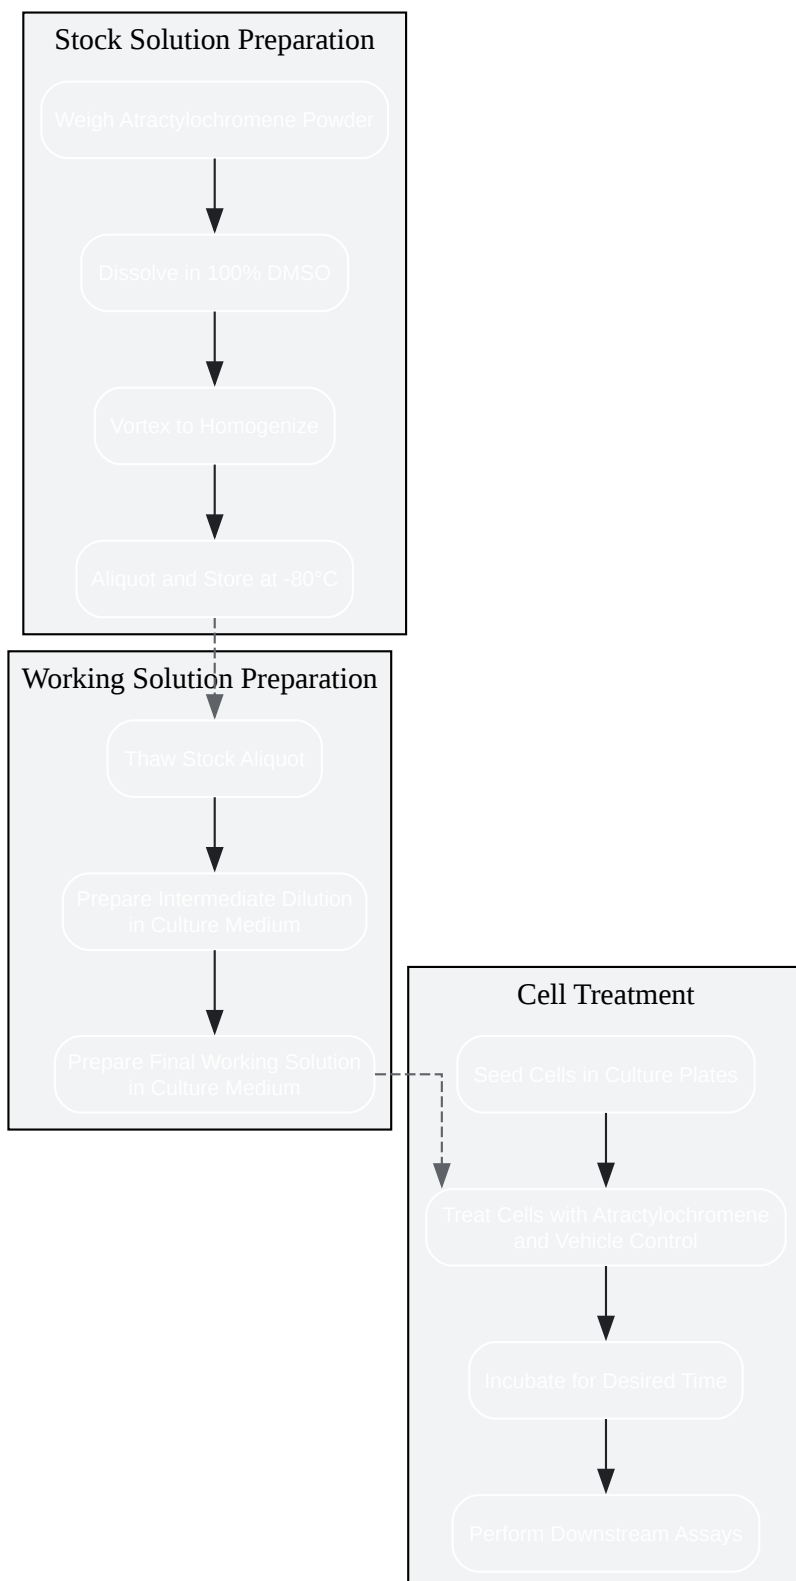 Stock Solution Preparation
Weigh Atractylochromene Powder
Dissolve in 100% DMSO
Vortex to Homogenize
Aliquot and Store at -80°C
Working Solution Preparation
Thaw Stock Aliquot
Prepare Intermediate Dilution
in Culture Medium
Prepare Final Working Solution
in Culture Medium
Cell Treatment
Seed Cells in Culture Plates
Treat Cells with Atractylochromene
and Vehicle Control
Incubate for Desired Time
Perform Downstream Assays